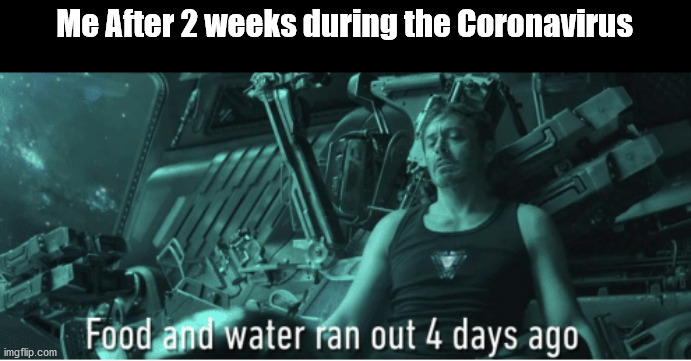 Me After 2 weeks during the Coronavirus
Food and water ran out 4 days ago
imgflip.com